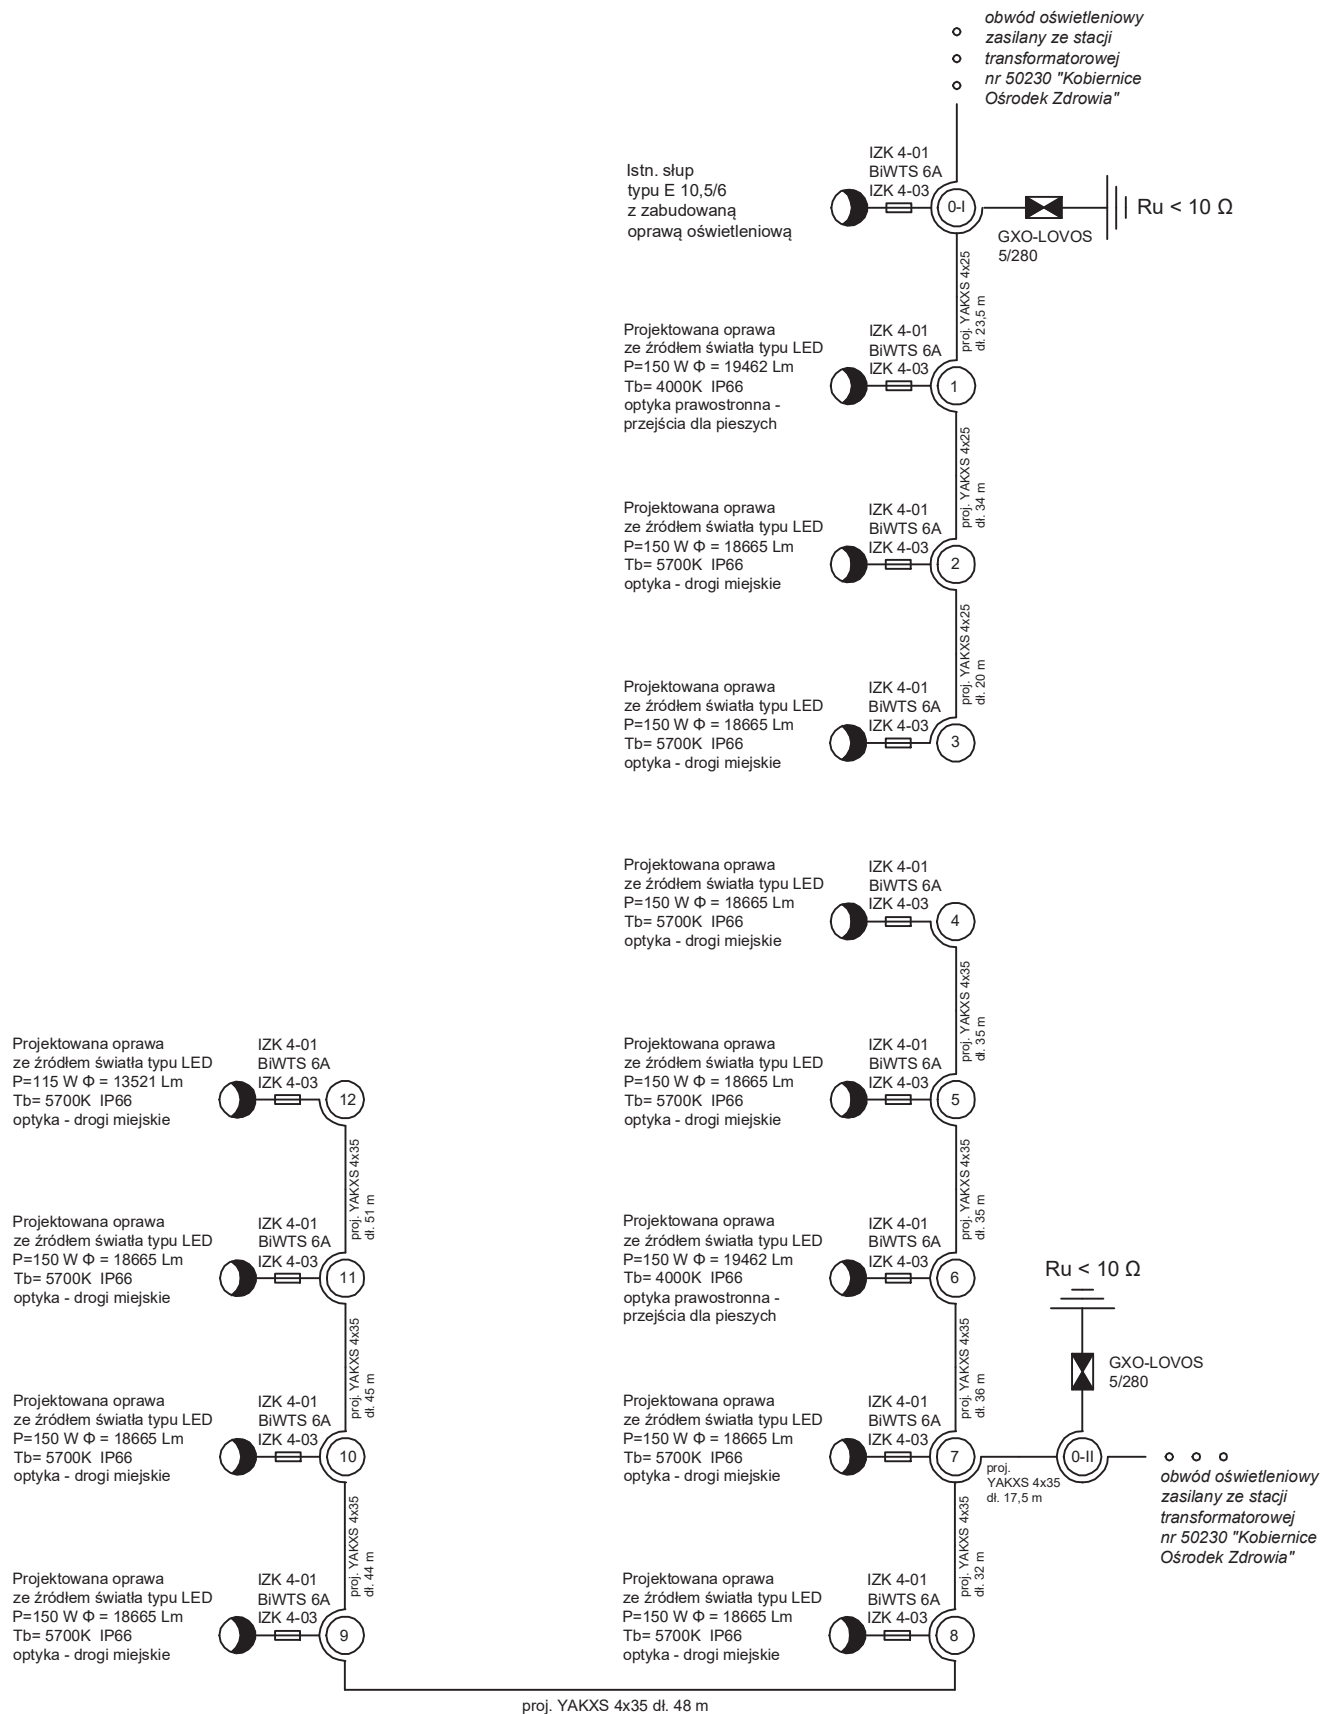 obwód oświetleniowy
zasilany ze stacji
transformatorowej
nr 50230 "Kobiernice
Ośrodek Zdrowia"
Istn. słup
typu E 10,5/6
z zabudowaną
oprawą oświetleniową
IZK 4-01
BiWTS 6A
IZK 4-03
0-I
GXO-LOVOS
5/280
Ru < 10 Ω
proj. YAKXS 4x25
dł. 23,5 m
Projektowana oprawa
ze źródłem światła typu LED
P=150 W Φ = 19462 Lm
Tb= 4000K IP66
optyka prawostronna -
przejścia dla pieszych
IZK 4-01
BiWTS 6A
IZK 4-03
1
proj. YAKXS 4x25
dł. 34 m
Projektowana oprawa
ze źródłem światła typu LED
P=150 W Φ = 18665 Lm
Tb= 5700K IP66
optyka - drogi miejskie
IZK 4-01
BiWTS 6A
IZK 4-03
2
proj. YAKXS 4x25
dł. 20 m
Projektowana oprawa
ze źródłem światła typu LED
P=150 W Φ = 18665 Lm
Tb= 5700K IP66
optyka - drogi miejskie
IZK 4-01
BiWTS 6A
IZK 4-03
3
Projektowana oprawa
ze źródłem światła typu LED
P=150 W Φ = 18665 Lm
Tb= 5700K IP66
optyka - drogi miejskie
IZK 4-01
BiWTS 6A
IZK 4-03
4
proj. YAKXS 4x35
dł. 35 m
Projektowana oprawa
ze źródłem światła typu LED
P=150 W Φ = 18665 Lm
Tb= 5700K IP66
optyka - drogi miejskie
IZK 4-01
BiWTS 6A
IZK 4-03
5
proj. YAKXS 4x35
dł. 35 m
Projektowana oprawa
ze źródłem światła typu LED
P=150 W Φ = 19462 Lm
Tb= 4000K IP66
optyka prawostronna -
przejścia dla pieszych
IZK 4-01
BiWTS 6A
IZK 4-03
6
proj. YAKXS 4x35
dł. 36 m
Projektowana oprawa
ze źródłem światła typu LED
P=150 W Φ = 18665 Lm
Tb= 5700K IP66
optyka - drogi miejskie
IZK 4-01
BiWTS 6A
IZK 4-03
7
proj.
YAKXS 4x35
dł. 17,5 m
Ru < 10 Ω
GXO-LOVOS
5/280
0-II
obwód oświetleniowy
zasilany ze stacji
transformatorowej
nr 50230 "Kobiernice
Ośrodek Zdrowia"
proj. YAKXS 4x35
dł. 32 m
Projektowana oprawa
ze źródłem światła typu LED
P=150 W Φ = 18665 Lm
Tb= 5700K IP66
optyka - drogi miejskie
IZK 4-01
BiWTS 6A
IZK 4-03
8
Projektowana oprawa
ze źródłem światła typu LED
P=115 W Φ = 13521 Lm
Tb= 5700K IP66
optyka - drogi miejskie
IZK 4-01
BiWTS 6A
IZK 4-03
12
proj. YAKXS 4x35
dł. 51 m
Projektowana oprawa
ze źródłem światła typu LED
P=150 W Φ = 18665 Lm
Tb= 5700K IP66
optyka - drogi miejskie
IZK 4-01
BiWTS 6A
IZK 4-03
11
proj. YAKXS 4x35
dł. 45 m
Projektowana oprawa
ze źródłem światła typu LED
P=150 W Φ = 18665 Lm
Tb= 5700K IP66
optyka - drogi miejskie
IZK 4-01
BiWTS 6A
IZK 4-03
10
proj. YAKXS 4x35
dł. 44 m
Projektowana oprawa
ze źródłem światła typu LED
P=150 W Φ = 18665 Lm
Tb= 5700K IP66
optyka - drogi miejskie
IZK 4-01
BiWTS 6A
IZK 4-03
9
proj. YAKXS 4x35 dł. 48 m